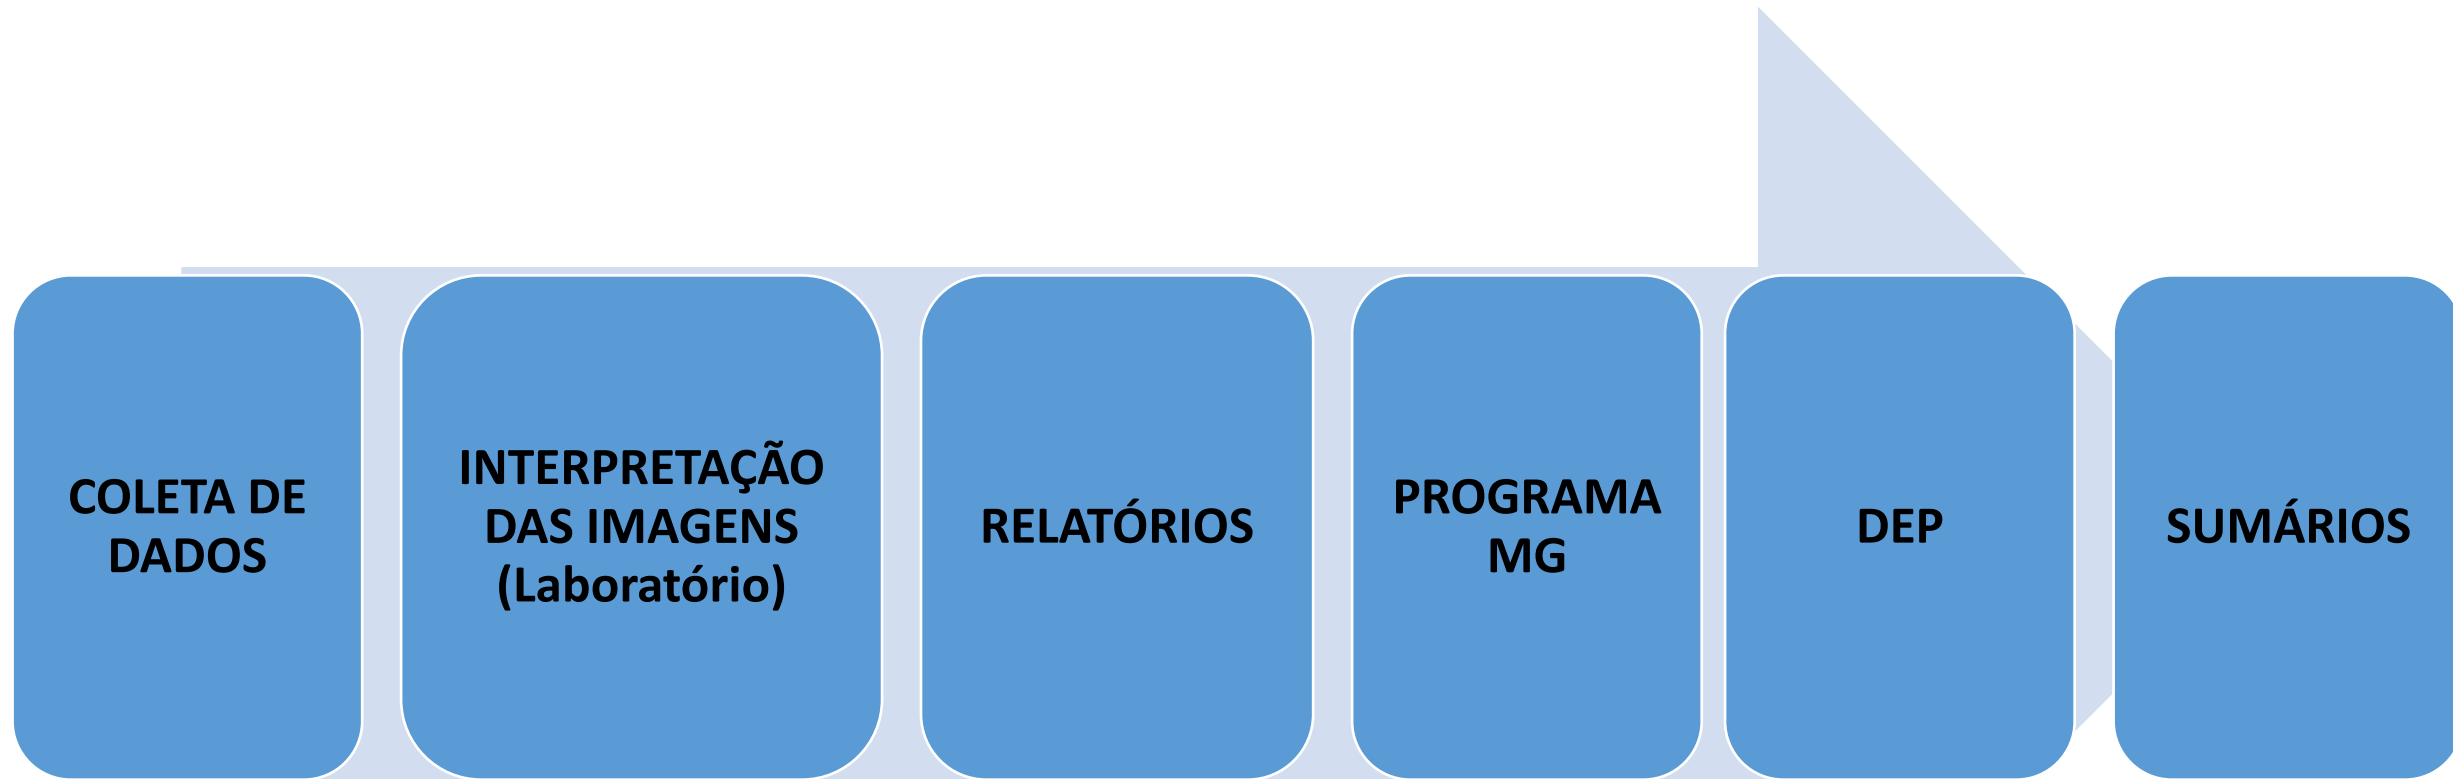 COLETA DE
DADOS
INTERPRETAÇÃO
DAS IMAGENS
(Laboratório)
RELATÓRIOS
PROGRAMA
MG
DEP
SUMÁRIOS